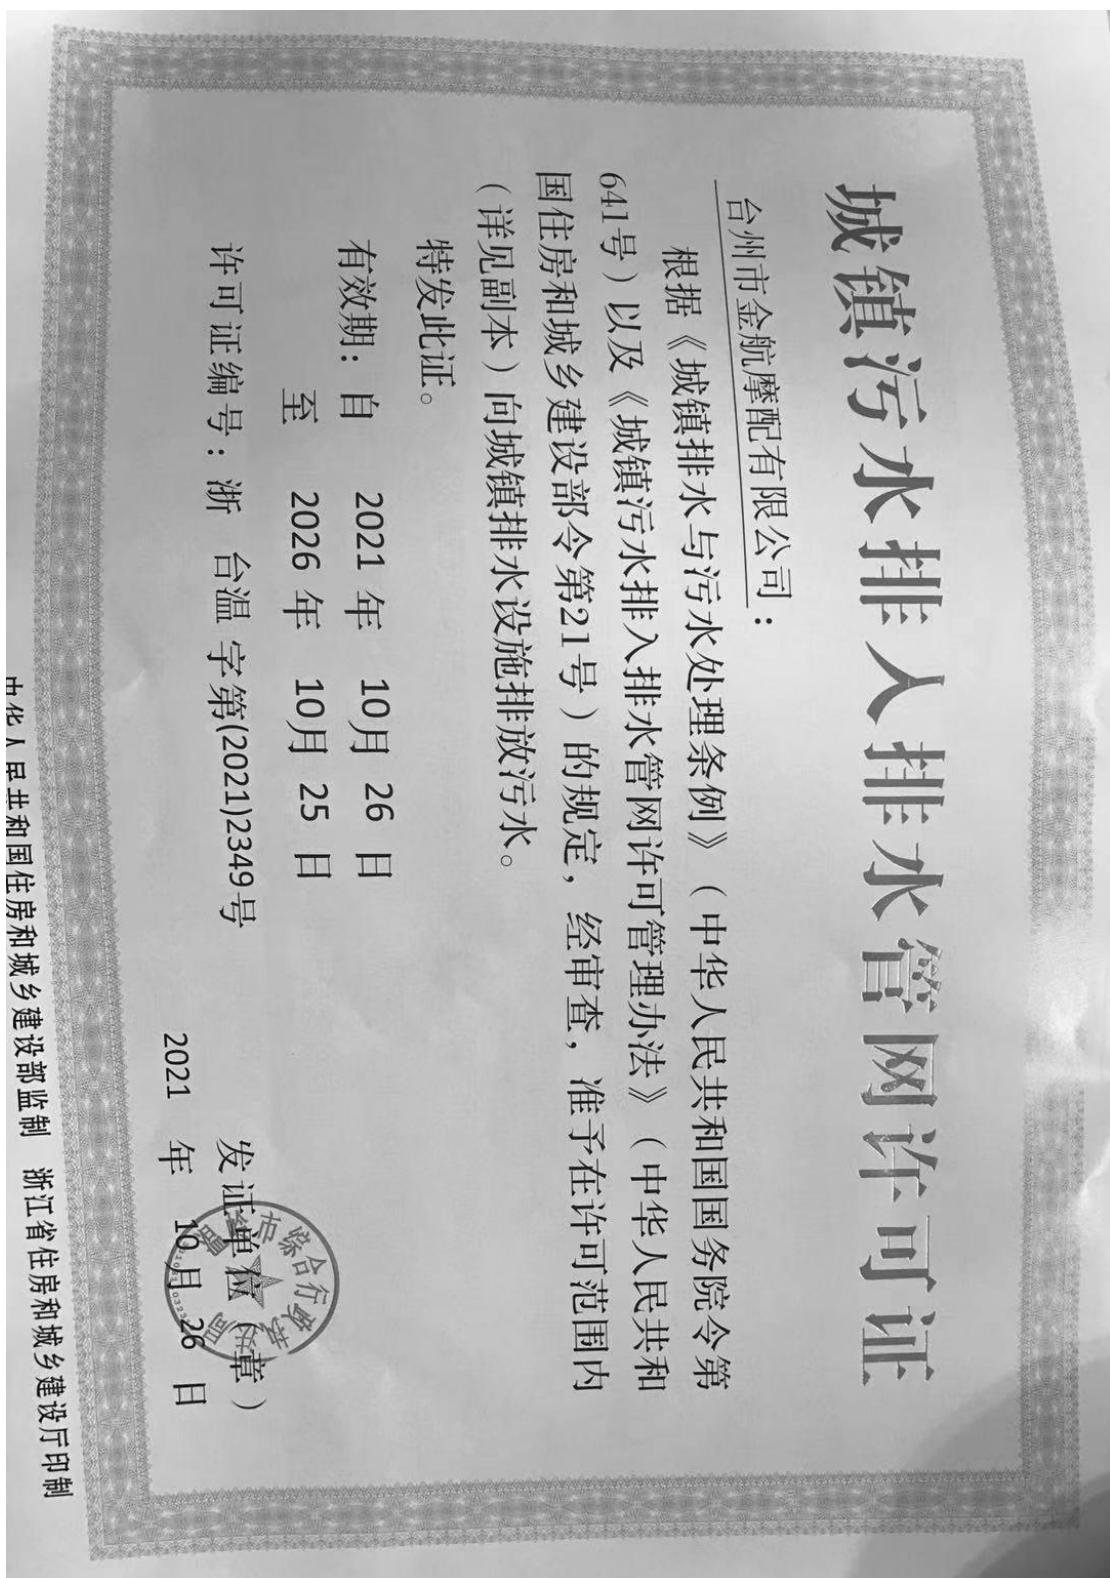 城镇污水排入排水管网许可证
台州市金航摩配有限公司：
根据《城镇排水与污水处理条例》（中华人民共和国国务院令第
641号）以及《城镇污水排入排水管网许可管理办法》（中华人民共和
国住房和城乡建设部令第21号）的规定，经审查，准予在许可范围内
（详见副本）向城镇排水设施排放污水。
特发此证。
有效期：自 2021 年 10月 26 日
至 2026 年 10月 25 日
许可证编号：浙 台温 字第(2021)2349号
发证单位（章）
市综合行政执
2021 年 10月 26 日
中华人民共和国住房和城乡建设部监制 浙江省住房和城乡建设厅印制